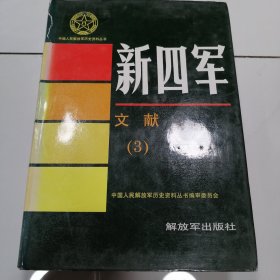 中国人民解放军历史资料丛书
新四军
文献
(3)
中国人民解放军历史资料丛书编审委员会
解放军出版社